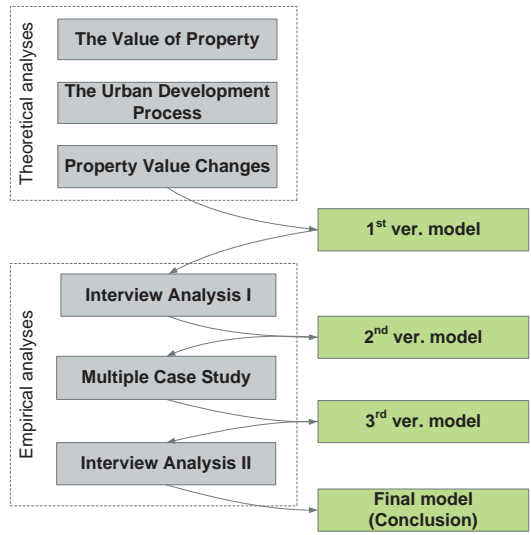 Theoretical analyses
The Value of Property
The Urban Development
Process
Property Value Changes
1st ver. model
Empirical analyses
Interview Analysis I
2nd ver. model
Multiple Case Study
3rd ver. model
Interview Analysis II
Final model
(Conclusion)